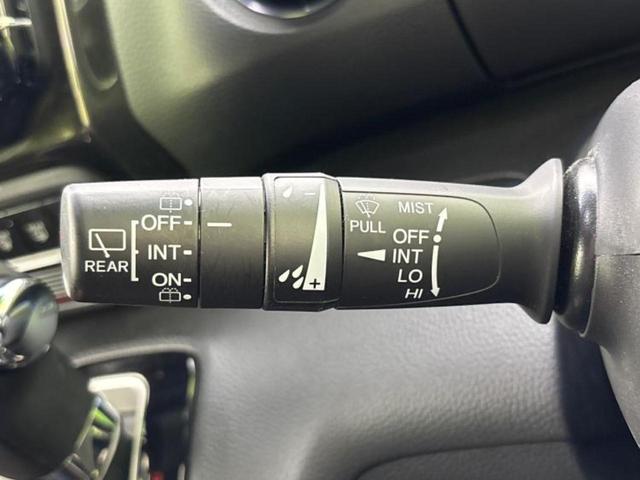 OFF
INT
REAR
ON
- +
PULL
MIST
OFF
INT
LO
HI